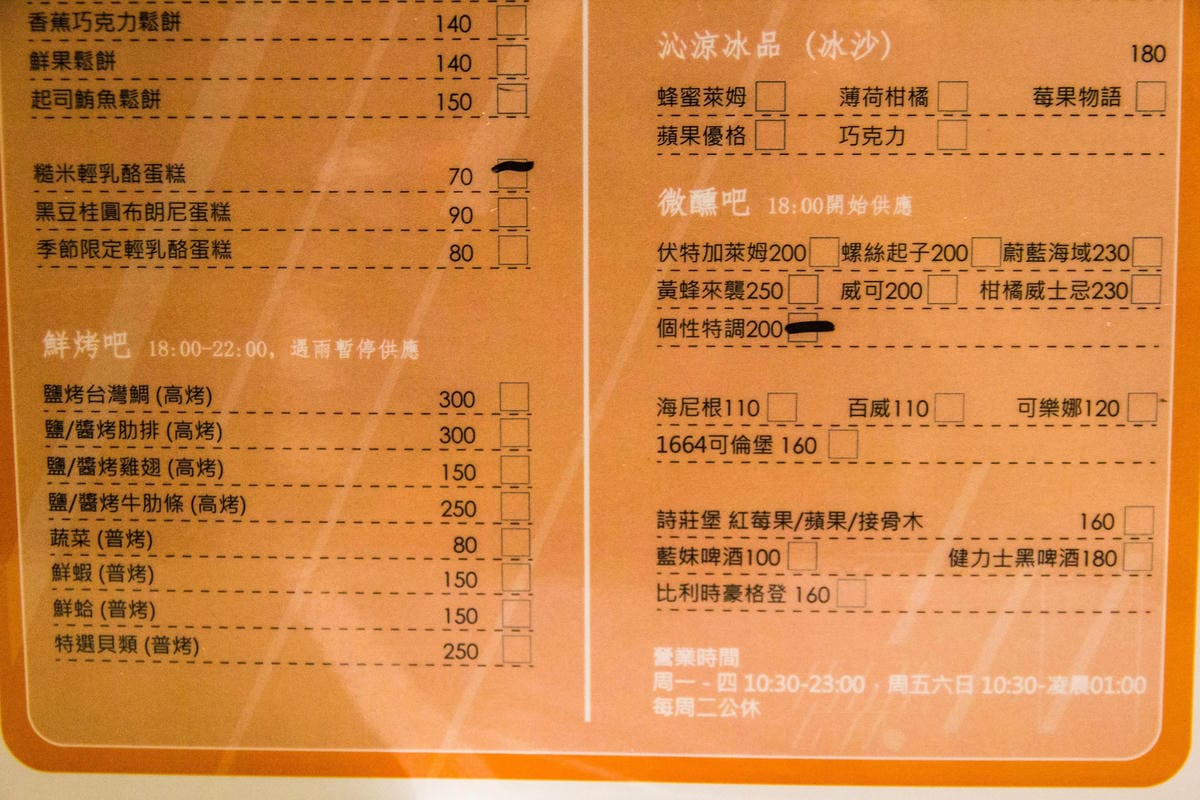 香蕉巧克力鬆餅 140
鮮果鬆餅 140
起司鮪魚鬆餅 150
糙米輕乳酪蛋糕 70
黑豆桂圓布朗尼蛋糕 90
季節限定輕乳酪蛋糕 80
鮮烤吧 18:00-22:00, 遇雨暫停供應
鹽烤台灣鯛 (高烤) 300
鹽/醬烤肋排 (高烤) 300
鹽/醬烤雞翅 (高烤) 150
鹽/醬烤牛肋條 (高烤) 250
蔬菜 (普烤) 80
鮮蝦 (普烤) 150
鮮蛤 (普烤) 150
特選貝類 (普烤) 250
沁涼冰品 (冰沙) 180
蜂蜜萊姆 薄荷柑橘 莓果物語
蘋果優格 巧克力
微醺吧 18:00開始供應
伏特加萊姆200 螺絲起子200 蔚藍海域230
黃蜂來襲250 威可200 柑橘威士忌230
個性特調200
海尼根110 百威110 可樂娜120
1664可倫堡 160
詩莊堡 紅莓果/蘋果/接骨木 160
藍妹啤酒100 健力士黑啤酒180
比利時豪格登 160
營業時間
周一 - 四 10:30-23:00，周五六日 10:30-凌晨01:00
每周二公休